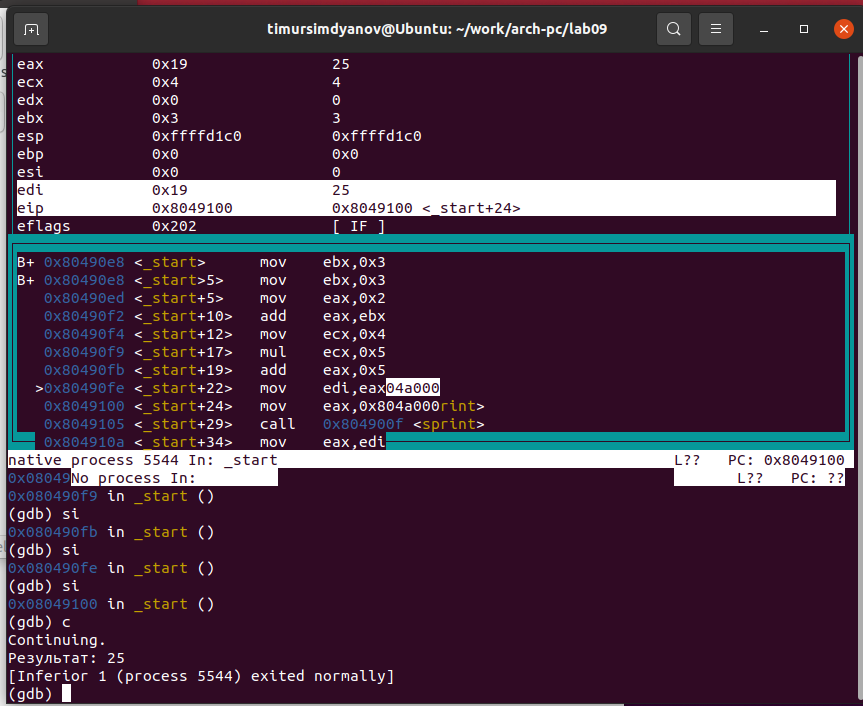 timursimdyanov@Ubuntu: ~/work/arch-pc/lab09
eax 0x19 25
ecx 0x4 4
edx 0x0 0
ebx 0x3 3
esp 0xffffd1c0 0xffffd1c0
ebp 0x0 0x0
esi 0x0 0
edi 0x19 25
eip 0x8049100 0x8049100 <_start+24>
eflags 0x202 [ IF ]
B+ 0x80490e8 <_start> mov ebx,0x3
B+ 0x80490e8 <_start>5> mov ebx,0x3
0x80490ed <_start+5> mov eax,0x2
0x80490f2 <_start+10> add eax,ebx
0x80490f4 <_start+12> mov ecx,0x4
0x80490f9 <_start+17> mul ecx,0x5
0x80490fb <_start+19> add eax,0x5
>0x80490fe <_start+22> mov edi,eax04a000
0x8049100 <_start+24> mov eax,0x804a000rint>
0x8049105 <_start+29> call 0x804900f <sprint>
0x804910a <_start+34> mov eax,edi
native process 5544 In: _start L?? PC: 0x8049100
0x08049No process In: L?? PC: ??
0x080490f9 in _start ()
(gdb) si
0x080490fb in _start ()
(gdb) si
0x080490fe in _start ()
(gdb) si
0x08049100 in _start ()
(gdb) c
Continuing.
Результат: 25
[Inferior 1 (process 5544) exited normally]
(gdb)